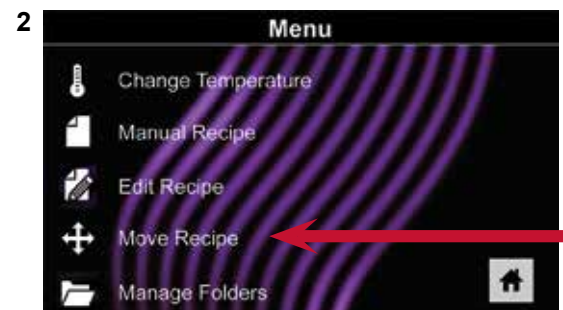 2
Menu
Change Temperature
Manual Recipe
Edit Recipe
Move Recipe
Manage Folders